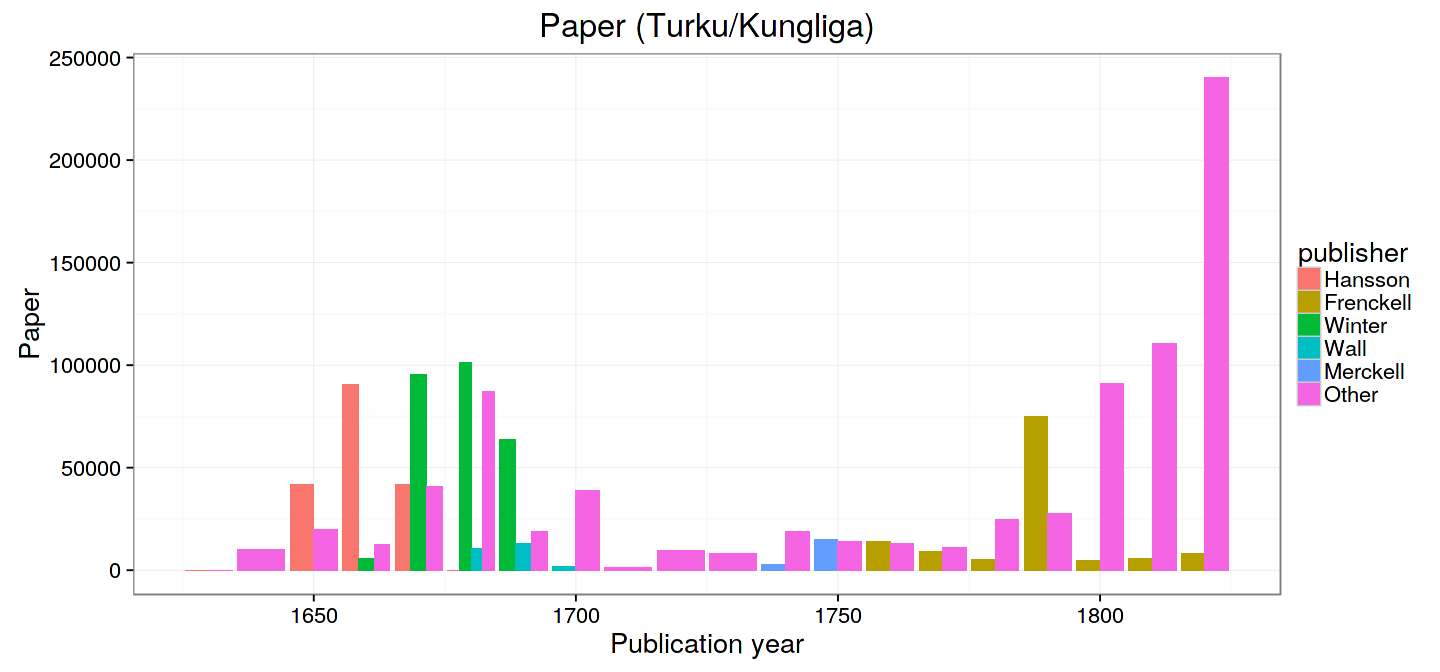 Paper (Turku/Kungliga)
250000
200000
150000
100000
50000
0
Paper
1650 1700 1750 1800
Publication year
publisher
Hansson
Frenckell
Winter
Wall
Merckell
Other